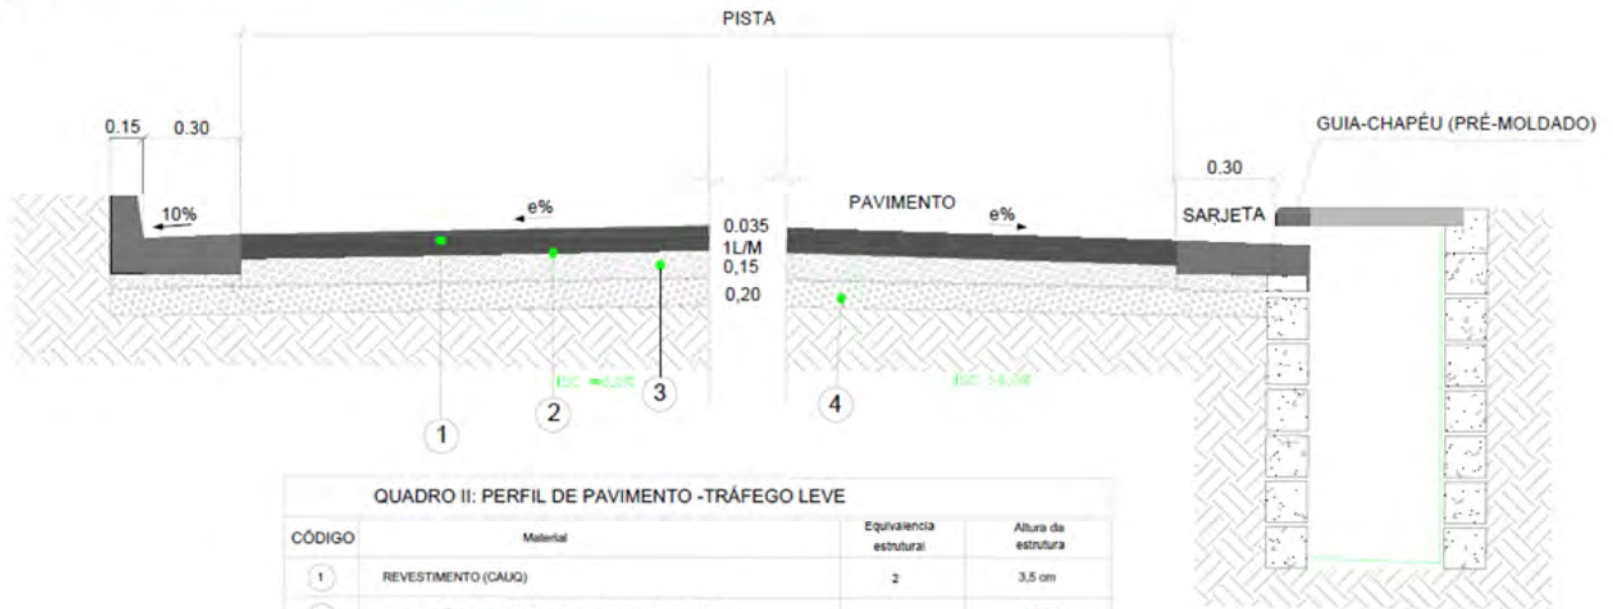 PISTA
0.15 0.30
GUIA-CHAPÉU (PRÉ-MOLDADO)
0.30
10%
e%
PAVIMENTO
e%
SARJETA
0.035
1L/M
0,15
0,20
1
2
3
4
QUADRO II: PERFIL DE PAVIMENTO -TRÁFEGO LEVE
CÓDIGO Material Equivalencia estrutural Altura da estrutura
1 REVESTIMENTO (CAUQ) 2 3,5 cm